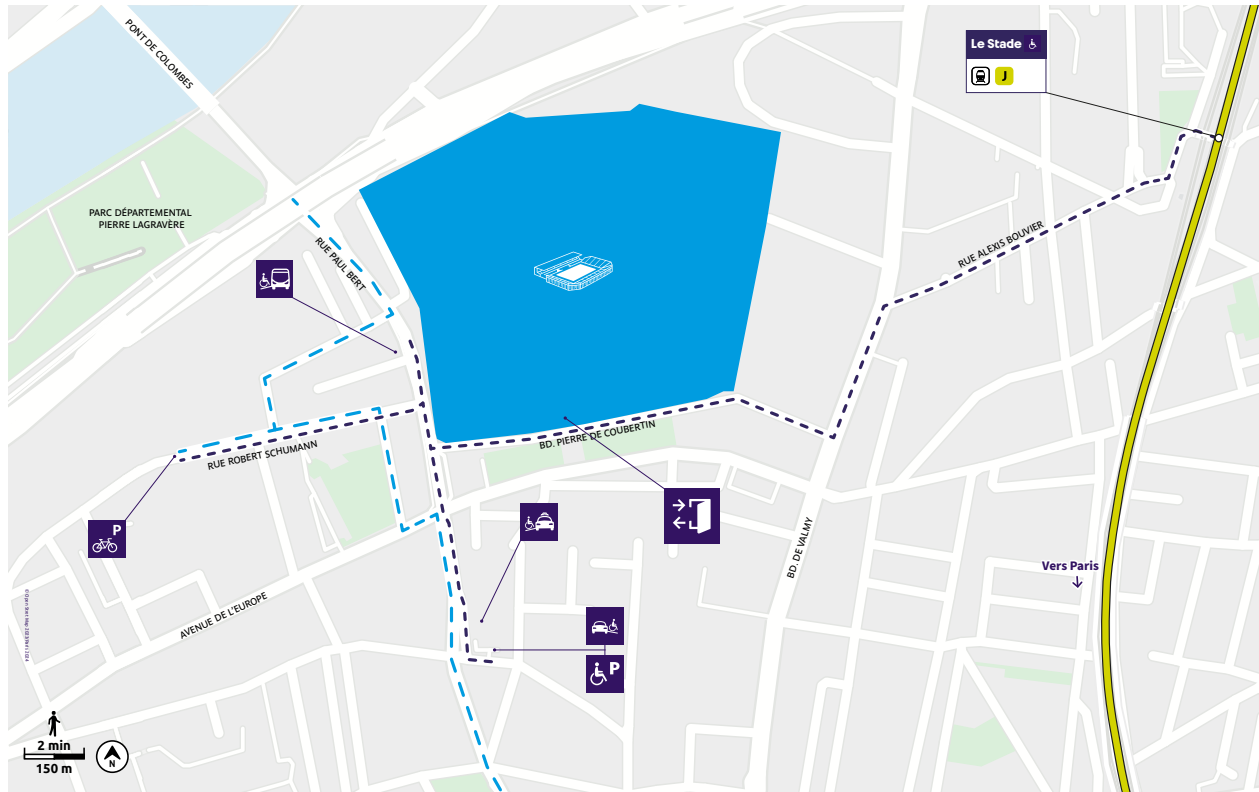 PONT DE COLOMBES
Le Stade
J
PARC DÉPARTEMENTAL
PIERRE LAGRAVÈRE
RUE PAUL BERT
RUE ALEXIS BOUVIER
BD. PIERRE DE COUBERTIN
RUE ROBERT SCHUMANN
P
BD. DE VALMY
Vers Paris
AVENUE DE L'EUROPE
P
2 min
150 m
N